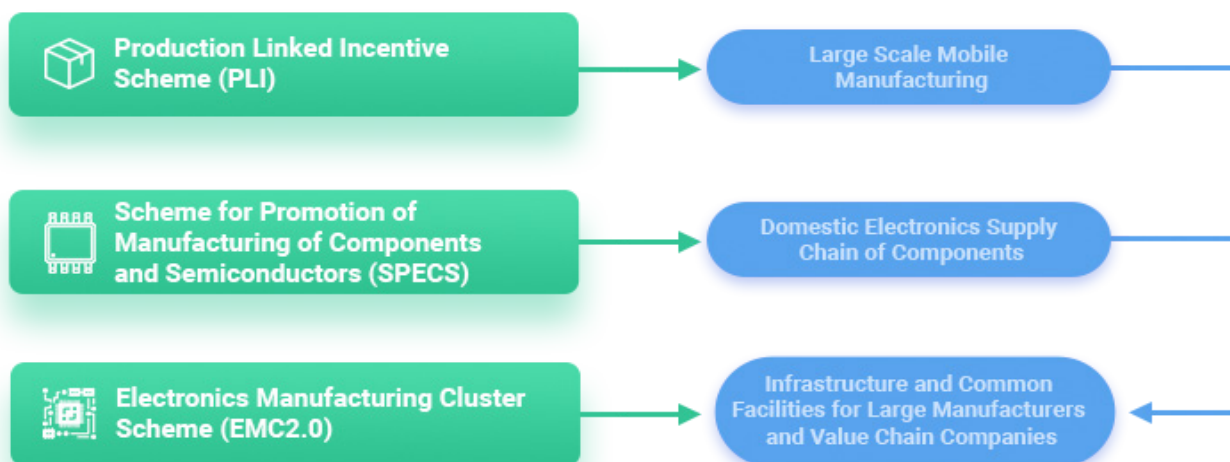 Production Linked Incentive
Scheme (PLI)
Large Scale Mobile
Manufacturing
Scheme for Promotion of
Manufacturing of Components
and Semiconductors (SPECS)
Domestic Electronics Supply
Chain of Components
Electronics Manufacturing Cluster
Scheme (EMC2.0)
Infrastructure and Common
Facilities for Large Manufacturers
and Value Chain Companies